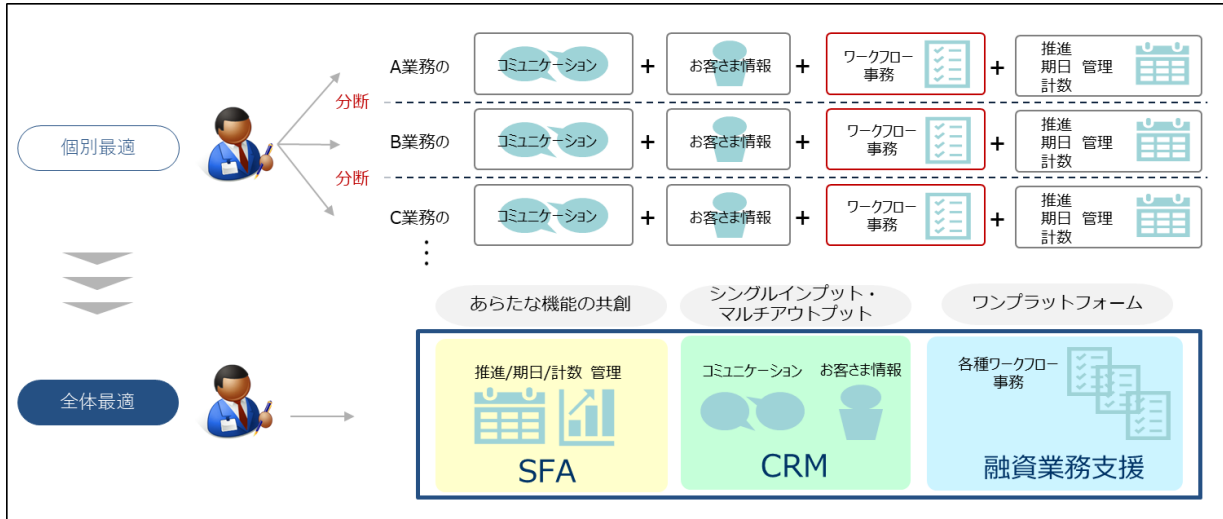 A業務の
コミュニケーション
+
お客さま情報
+
ワークフロー
事務
+
推進
期日 管理
計数
分断
個別最適
B業務の
コミュニケーション
+
お客さま情報
+
ワークフロー
事務
+
推進
期日 管理
計数
分断
C業務の
コミュニケーション
+
お客さま情報
+
ワークフロー
事務
+
推進
期日 管理
計数
⋮
あらたな機能の共創
シングルインプット・
マルチアウトプット
ワンプラットフォーム
全体最適
推進/期日/計数 管理
SFA
コミュニケーション お客さま情報
CRM
各種ワークフロー
事務
融資業務支援